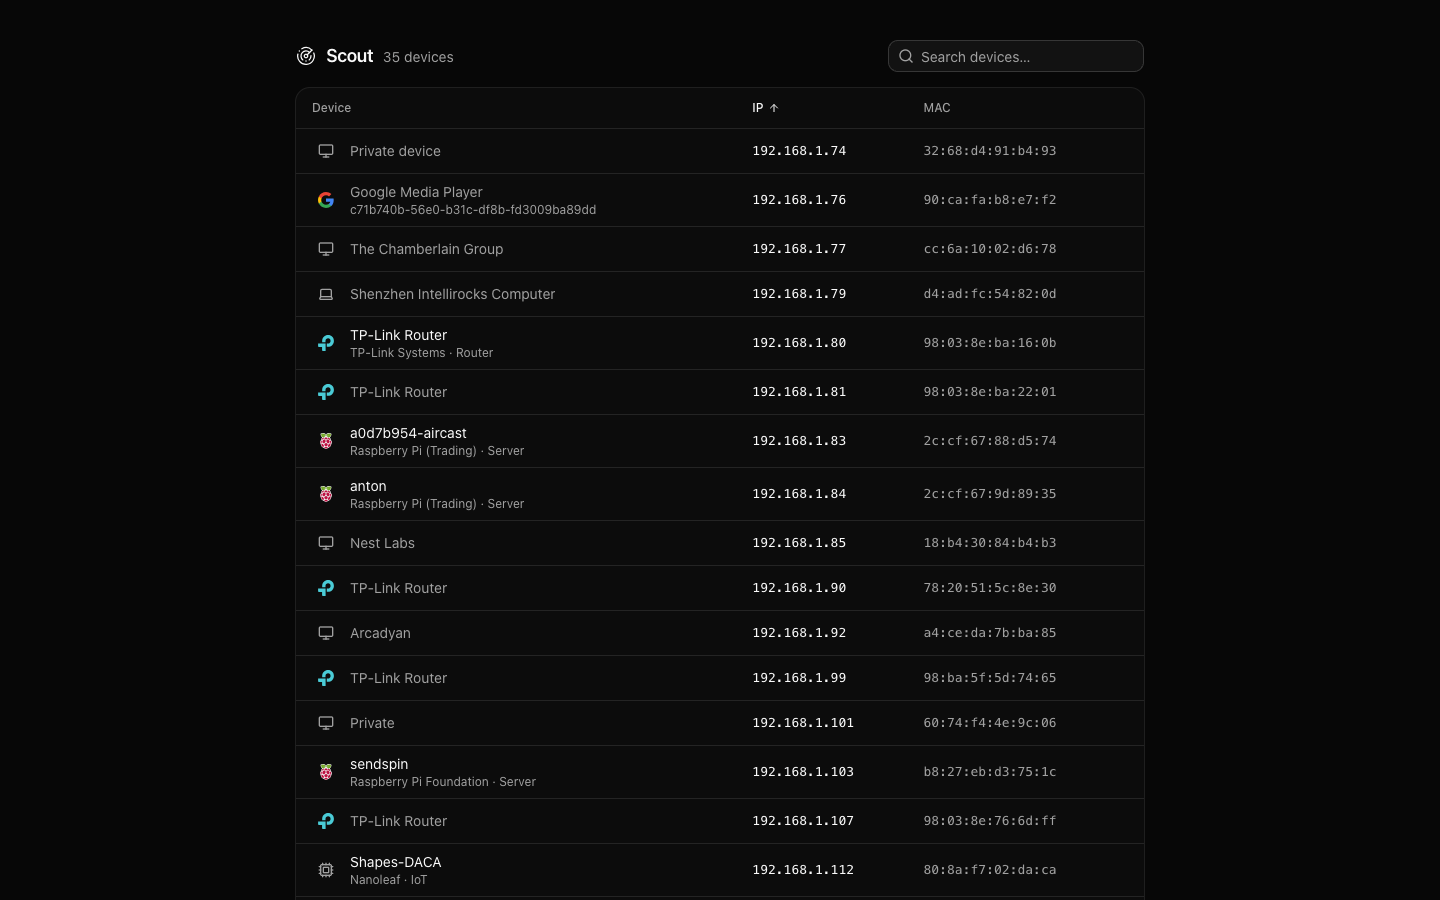 Scout 35 devices
Search devices...
Device IP ↑ MAC
Private device 192.168.1.74 32:68:d4:91:b4:93
Google Media Player
c71b740b-56e0-b31c-df8b-fd3009ba89dd
192.168.1.76 90:ca:fa:b8:e7:f2
The Chamberlain Group 192.168.1.77 cc:6a:10:02:d6:78
Shenzhen Intellirocks Computer 192.168.1.79 d4:ad:fc:54:82:0d
TP-Link Router
TP-Link Systems · Router
192.168.1.80 98:03:8e:ba:16:0b
TP-Link Router 192.168.1.81 98:03:8e:ba:22:01
a0d7b954-aircast
Raspberry Pi (Trading) · Server
192.168.1.83 2c:cf:67:88:d5:74
anton
Raspberry Pi (Trading) · Server
192.168.1.84 2c:cf:67:9d:89:35
Nest Labs 192.168.1.85 18:b4:30:84:b4:b3
TP-Link Router 192.168.1.90 78:20:51:5c:8e:30
Arcadyan 192.168.1.92 a4:ce:da:7b:ba:85
TP-Link Router 192.168.1.99 98:ba:5f:5d:74:65
Private 192.168.1.101 60:74:f4:4e:9c:06
sendspin
Raspberry Pi Foundation · Server
192.168.1.103 b8:27:eb:d3:75:1c
TP-Link Router 192.168.1.107 98:03:8e:76:6d:ff
Shapes-DACA
Nanoleaf · IoT
192.168.1.112 80:8a:f7:02:da:ca